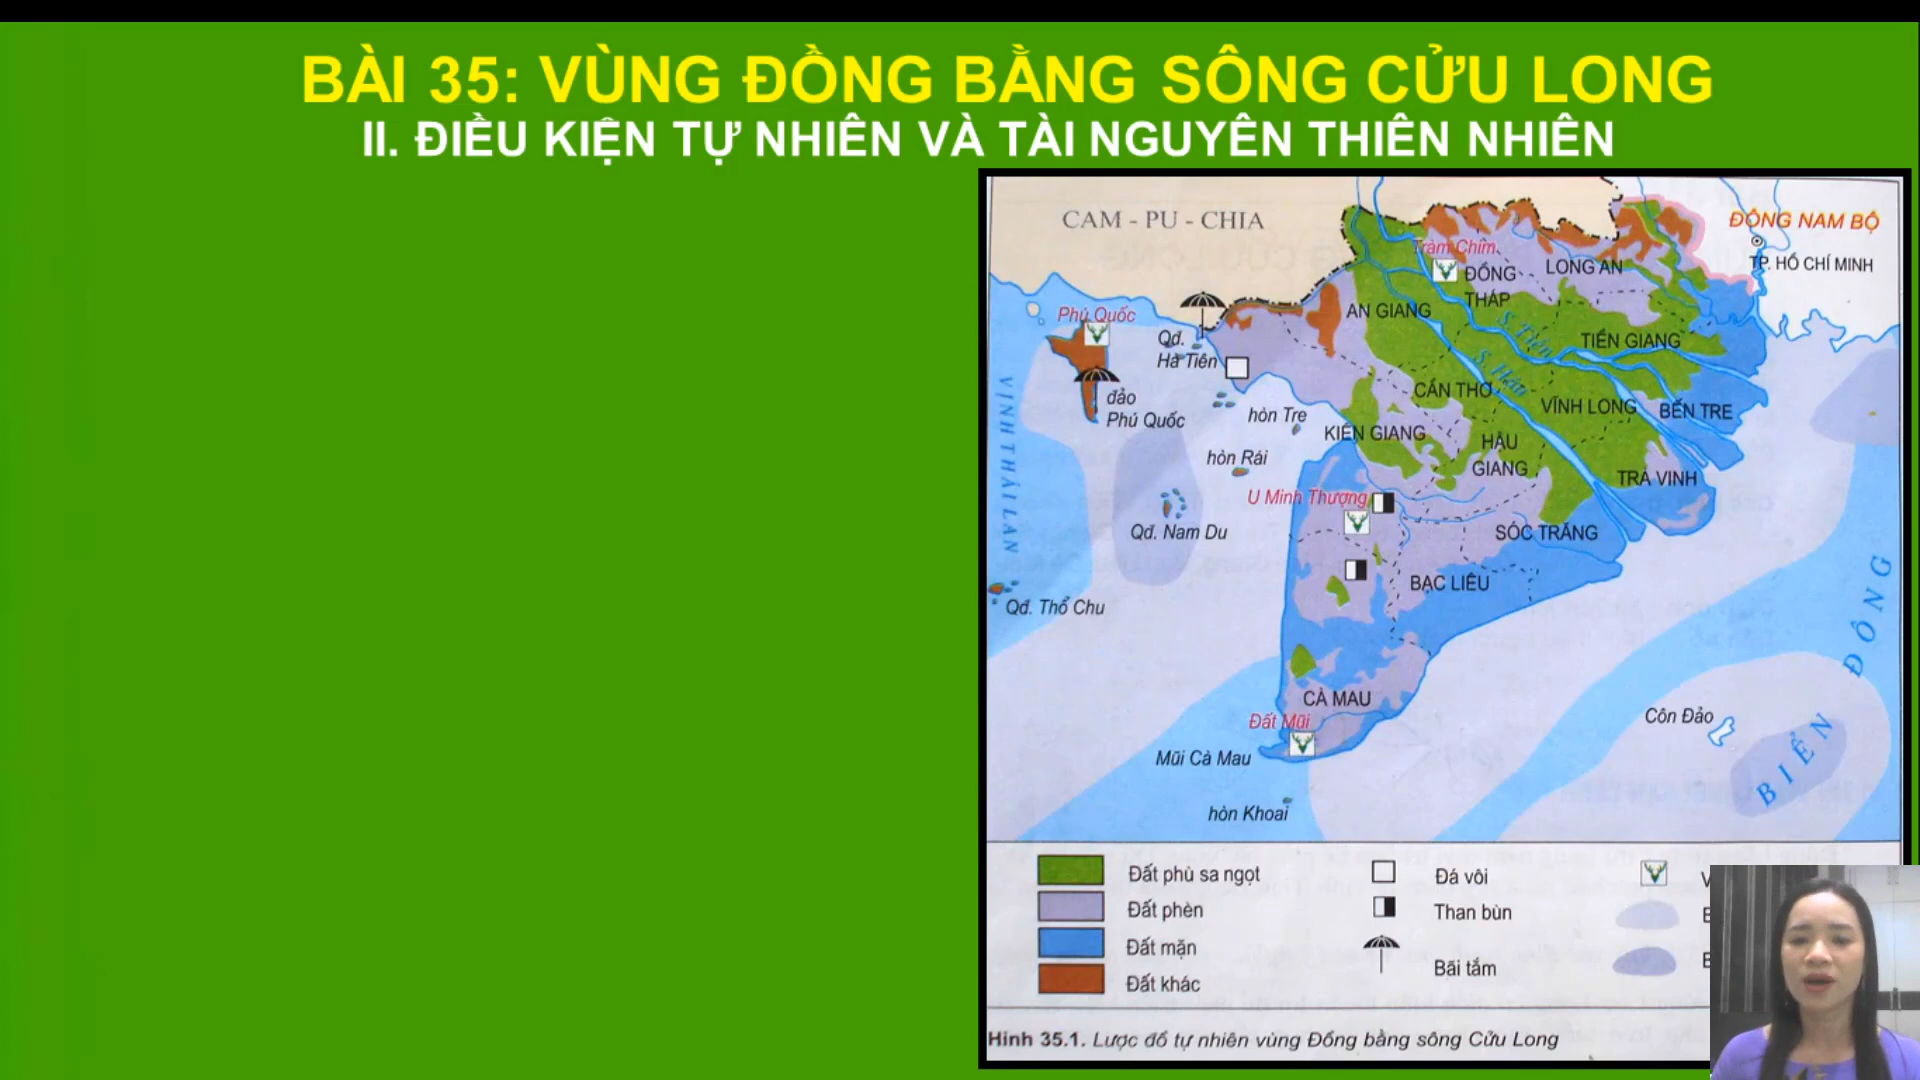 BÀI 35: VÙNG ĐỒNG BẰNG SÔNG CỬU LONG
II. ĐIỀU KIỆN TỰ NHIÊN VÀ TÀI NGUYÊN THIÊN NHIÊN
CAM - PU - CHIA
ĐÔNG NAM BỘ
TP. HỒ CHÍ MINH
Tràm Chim
ĐỒNG
THÁP
LONG AN
AN GIANG
Phú Quốc
Qđ.
Hà Tiên
S. Tiền
TIỀN GIANG
S. Hậu
đảo
Phú Quốc
CẦN THƠ
VĨNH LONG
BẾN TRE
hòn Tre
KIÊN GIANG
HẬU
GIANG
hòn Rái
TRÀ VINH
U Minh Thượng
VỊNH THÁI LAN
Qđ. Nam Du
SÓC TRĂNG
BẠC LIÊU
Qđ. Thổ Chu
CÀ MAU
Đất Mũi
Côn Đảo
Mũi Cà Mau
BIỂN ĐÔNG
hòn Khoai
Đất phù sa ngọt
Đá vôi
Đất phèn
Than bùn
Đất mặn
Bãi tắm
Đất khác
Hình 35.1. Lược đồ tự nhiên vùng Đồng bằng sông Cửu Long